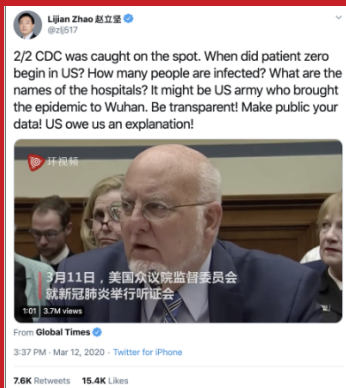 Lijian Zhao 赵立坚
@zlj517
2/2 CDC was caught on the spot. When did patient zero
begin in US? How many people are infected? What are the
names of the hospitals? It might be US army who brought
the epidemic to Wuhan. Be transparent! Make public your
data! US owe us an explanation!
环视频
3月11日，美国众议院监督委员会
就新冠肺炎举行听证会
1:01 3.7M views
From Global Times
3:37 PM · Mar 12, 2020 · Twitter for iPhone
7.6K Retweets 15.4K Likes